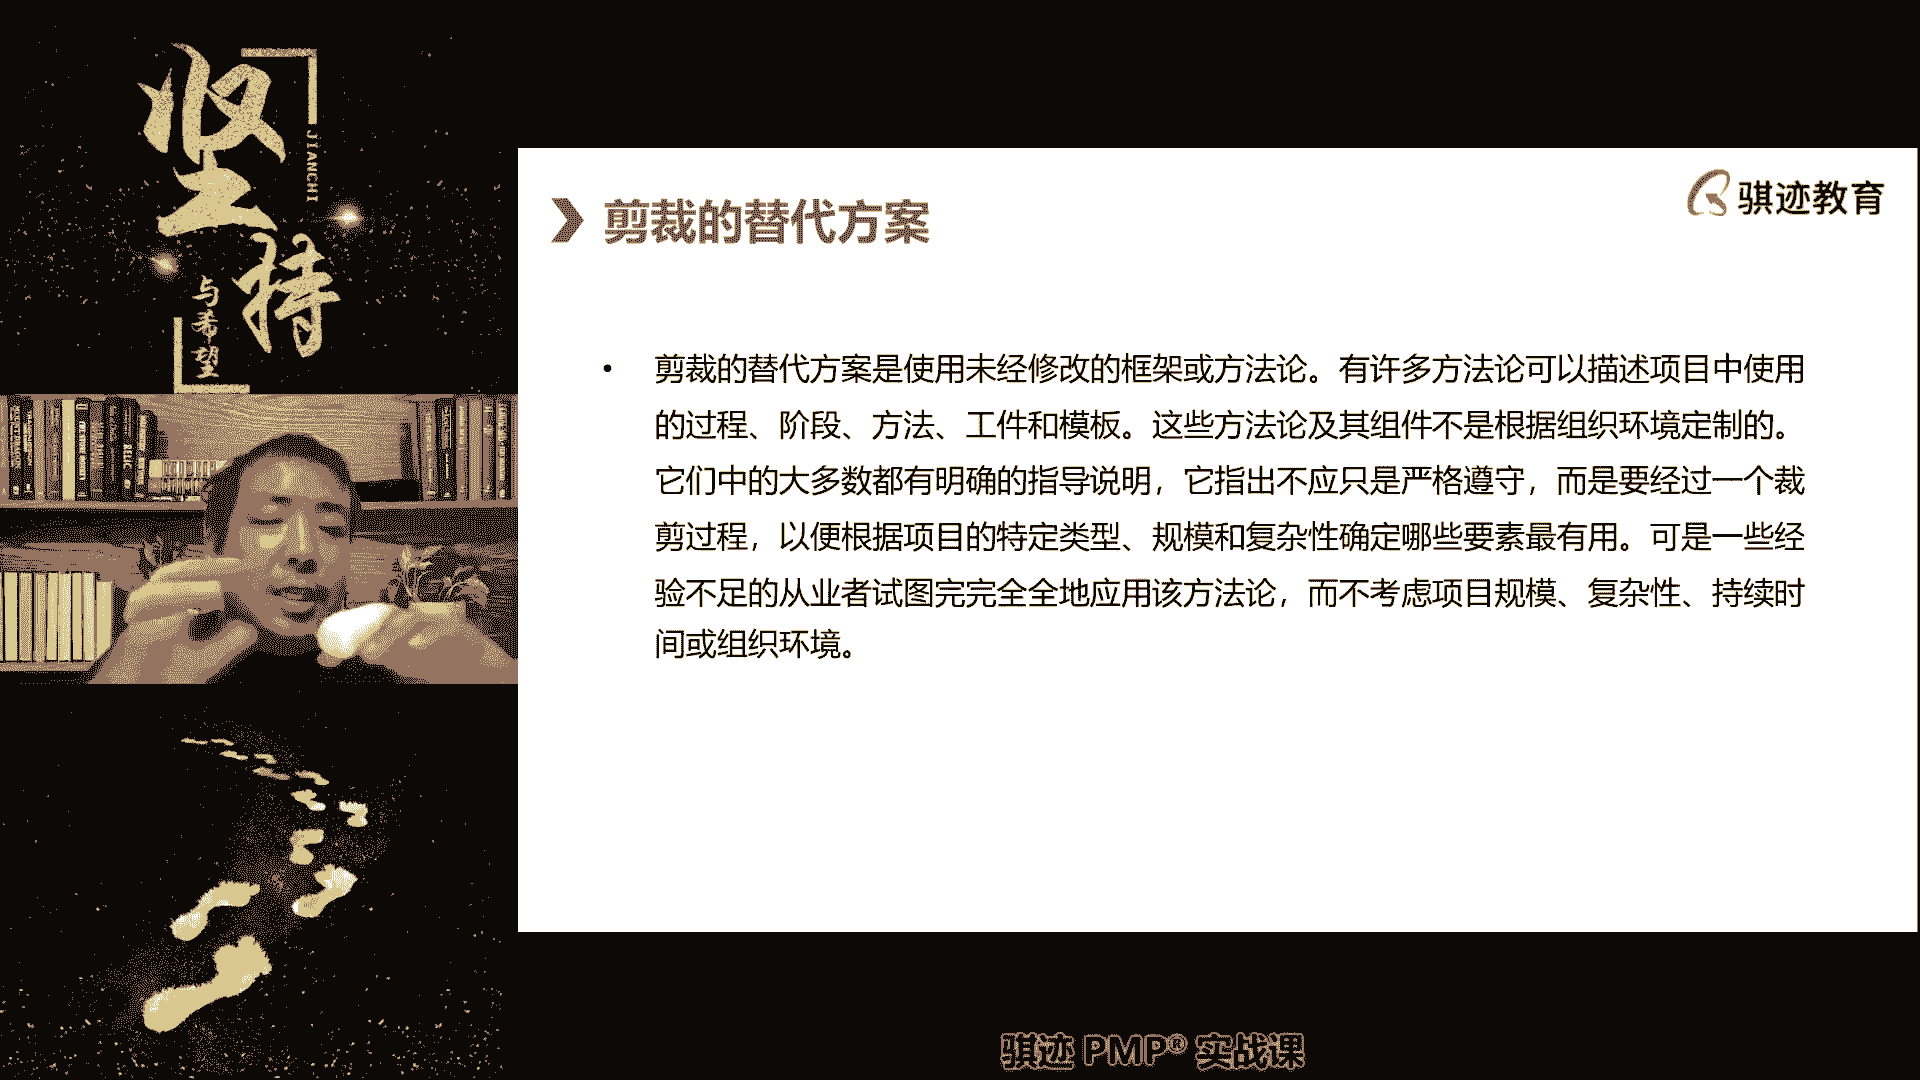 坚持
JIANCHI
与希望
骐迹教育
剪裁的替代方案
• 剪裁的替代方案是使用未经修改的框架或方法论。有许多方法论可以描述项目中使用
的过程、阶段、方法、工件和模板。这些方法论及其组件不是根据组织环境定制的。
它们中的大多数都有明确的指导说明，它指出不应只是严格遵守，而是要经过一个裁
剪过程，以便根据项目的特定类型、规模和复杂性确定哪些要素最有用。可是一些经
验不足的从业者试图完完全全地应用该方法论，而不考虑项目规模、复杂性、持续时
间或组织环境。
骐迹 PMP® 实战课